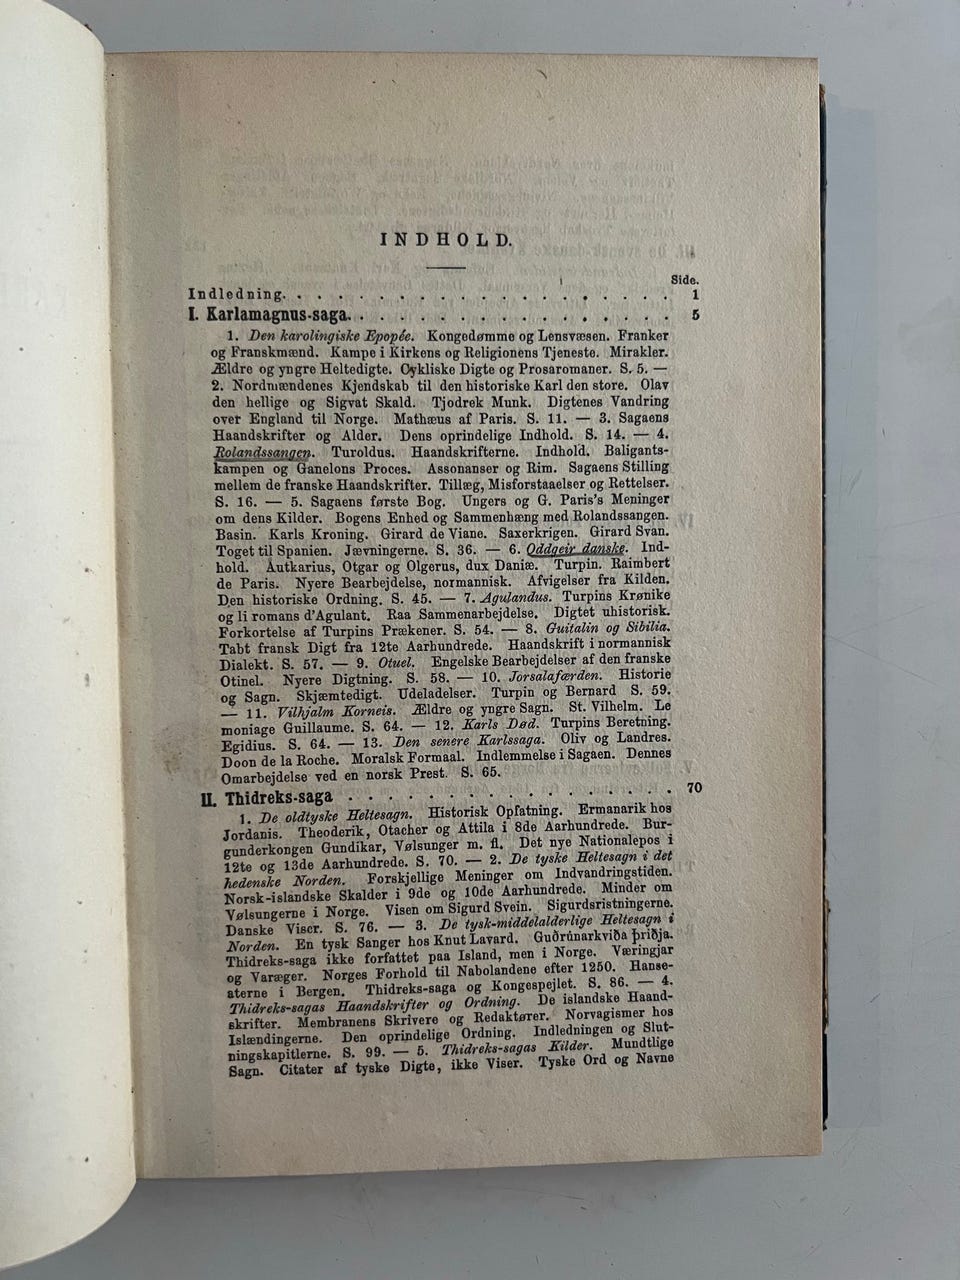 INDHOLD.
Side.
Indledning. . . . . . . . . . . . . . . . . . 1
I. Karlamagnus-saga. . . . . . . . . . . . . . . 5
1. Den karolingiske Epopée. Kongedømme og Lensvæsen. Franker
og Franskmænd. Kampe i Kirkens og Religionens Tjeneste. Mirakler.
Ældre og yngre Heltedigte. Cykliske Digte og Prosaromaner. S. 5. —
2. Nordmændenes Kjendskab til den historiske Karl den store. Olav
den hellige og Sigvat Skald. Tjodrek Munk. Digtenes Vandring
over England til Norge. Mathæus af Paris. S. 11. — 3. Sagaens
Haandskrifter og Alder. Dens oprindelige Indhold. S. 14. — 4.
Rolandssangen. Turoldus. Haandskrifterne. Indhold. Baligants-
kampen og Ganelons Proces. Assonanser og Rim. Sagaens Stilling
mellem de franske Haandskrifter. Tillæg, Misforstaaelser og Rettelser.
S. 16. — 5. Sagaens første Bog. Ungers og G. Paris's Meninger
om dens Kilder. Bogens Enhed og Sammenhæng med Rolandssangen.
Basin. Karls Kroning. Girard de Viane. Saxerkrigen. Girard Svan.
Toget til Spanien. Jævningerne. S. 36. — 6. Oddgeir danske. Ind-
hold. Autkarius, Otgar og Olgerus, dux Daniæ. Turpin. Raimbert
de Paris. Nyere Bearbejdelse, normannisk. Afvigelser fra Kilden.
Den historiske Ordning. S. 45. — 7. Agulandus. Turpins Krønike
og li romans d'Agulant. Raa Sammenarbejdelse. Digtet uhistorisk.
Forkortelse af Turpins Prækener. S. 54. — 8. Guitalin og Sibilia.
Tabt fransk Digt fra 12te Aarhundrede. Haandskrift i normannisk
Dialekt. S. 57. — 9. Otuel. Engelske Bearbejdelser af den franske
Otinel. Nyere Digtning. S. 58. — 10. Jorsalafærden. Historie
og Sagn. Skjæmtedigt. Udeladelser. Turpin og Bernard S. 59.
— 11. Vilhjalm Korneis. Ældre og yngre Sagn. St. Vilhelm. Le
moniage Guillaume. S. 64. — 12. Karls Død. Turpins Beretning.
Egidius. S. 64. — 13. Den senere Karlssaga. Oliv og Landres.
Doon de la Roche. Moralsk Formaal. Indlemmelse i Sagaen. Dennes
Omarbejdelse ved en norsk Prest. S. 65.
II. Thidreks-saga . . . . . . . . . . . . . . . . 70
1. De oldtyske Heltesagn. Historisk Opfatning. Ermanarik hos
Jordanis. Theoderik, Otacher og Attila i 8de Aarhundrede. Bur-
gunderkongen Gundikar, Vølsunger m. fl. Det nye Nationalepos i
12te og 13de Aarhundrede. S. 70. — 2. De tyske Heltesagn i det
hedenske Norden. Forskjellige Meninger om Indvandringstiden.
Norsk-islandske Skalder i 9de og 10de Aarhundrede. Minder om
Vølsungerne i Norge. Visen om Sigurd Svein. Sigurdsristningerne.
Danske Viser. S. 76. — 3. De tysk-middelalderlige Heltesagn i
Norden. En tysk Sanger hos Knut Lavard. Guðrúnarkviða þriðja.
Thidreks-saga ikke forfattet paa Island, men i Norge. Væringjar
og Varæger. Norges Forhold til Nabolandene efter 1250. Hanse-
aterne i Bergen. Thidreks-saga og Kongespejlet. S. 86. — 4.
Thidreks-sagas Haandskrifter og Ordning. De islandske Haand-
skrifter. Membranens Skrivere og Redaktører. Norvagismer hos
Islændingerne. Den oprindelige Ordning. Indledningen og Slut-
ningskapitlerne. S. 99. — 5. Thidreks-sagas Kilder. Mundtlige
Sagn. Citater af tyske Digte, ikke Viser. Tyske Ord og Navne